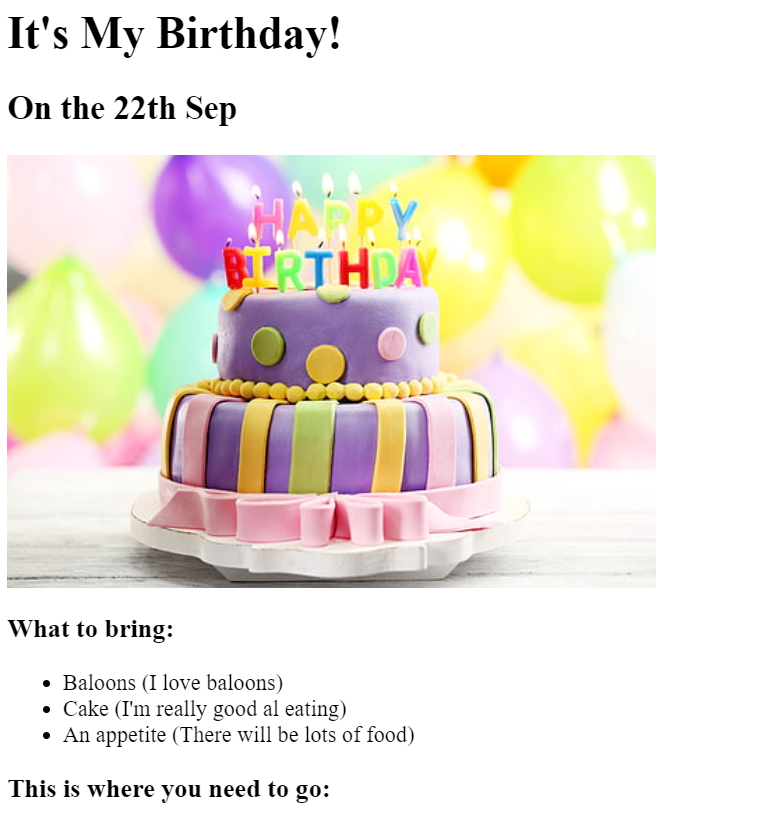 It's My Birthday!
On the 22th Sep
HAPPY
BIRTHDAY
What to bring:
Baloons (I love baloons)
Cake (I'm really good al eating)
An appetite (There will be lots of food)
This is where you need to go: